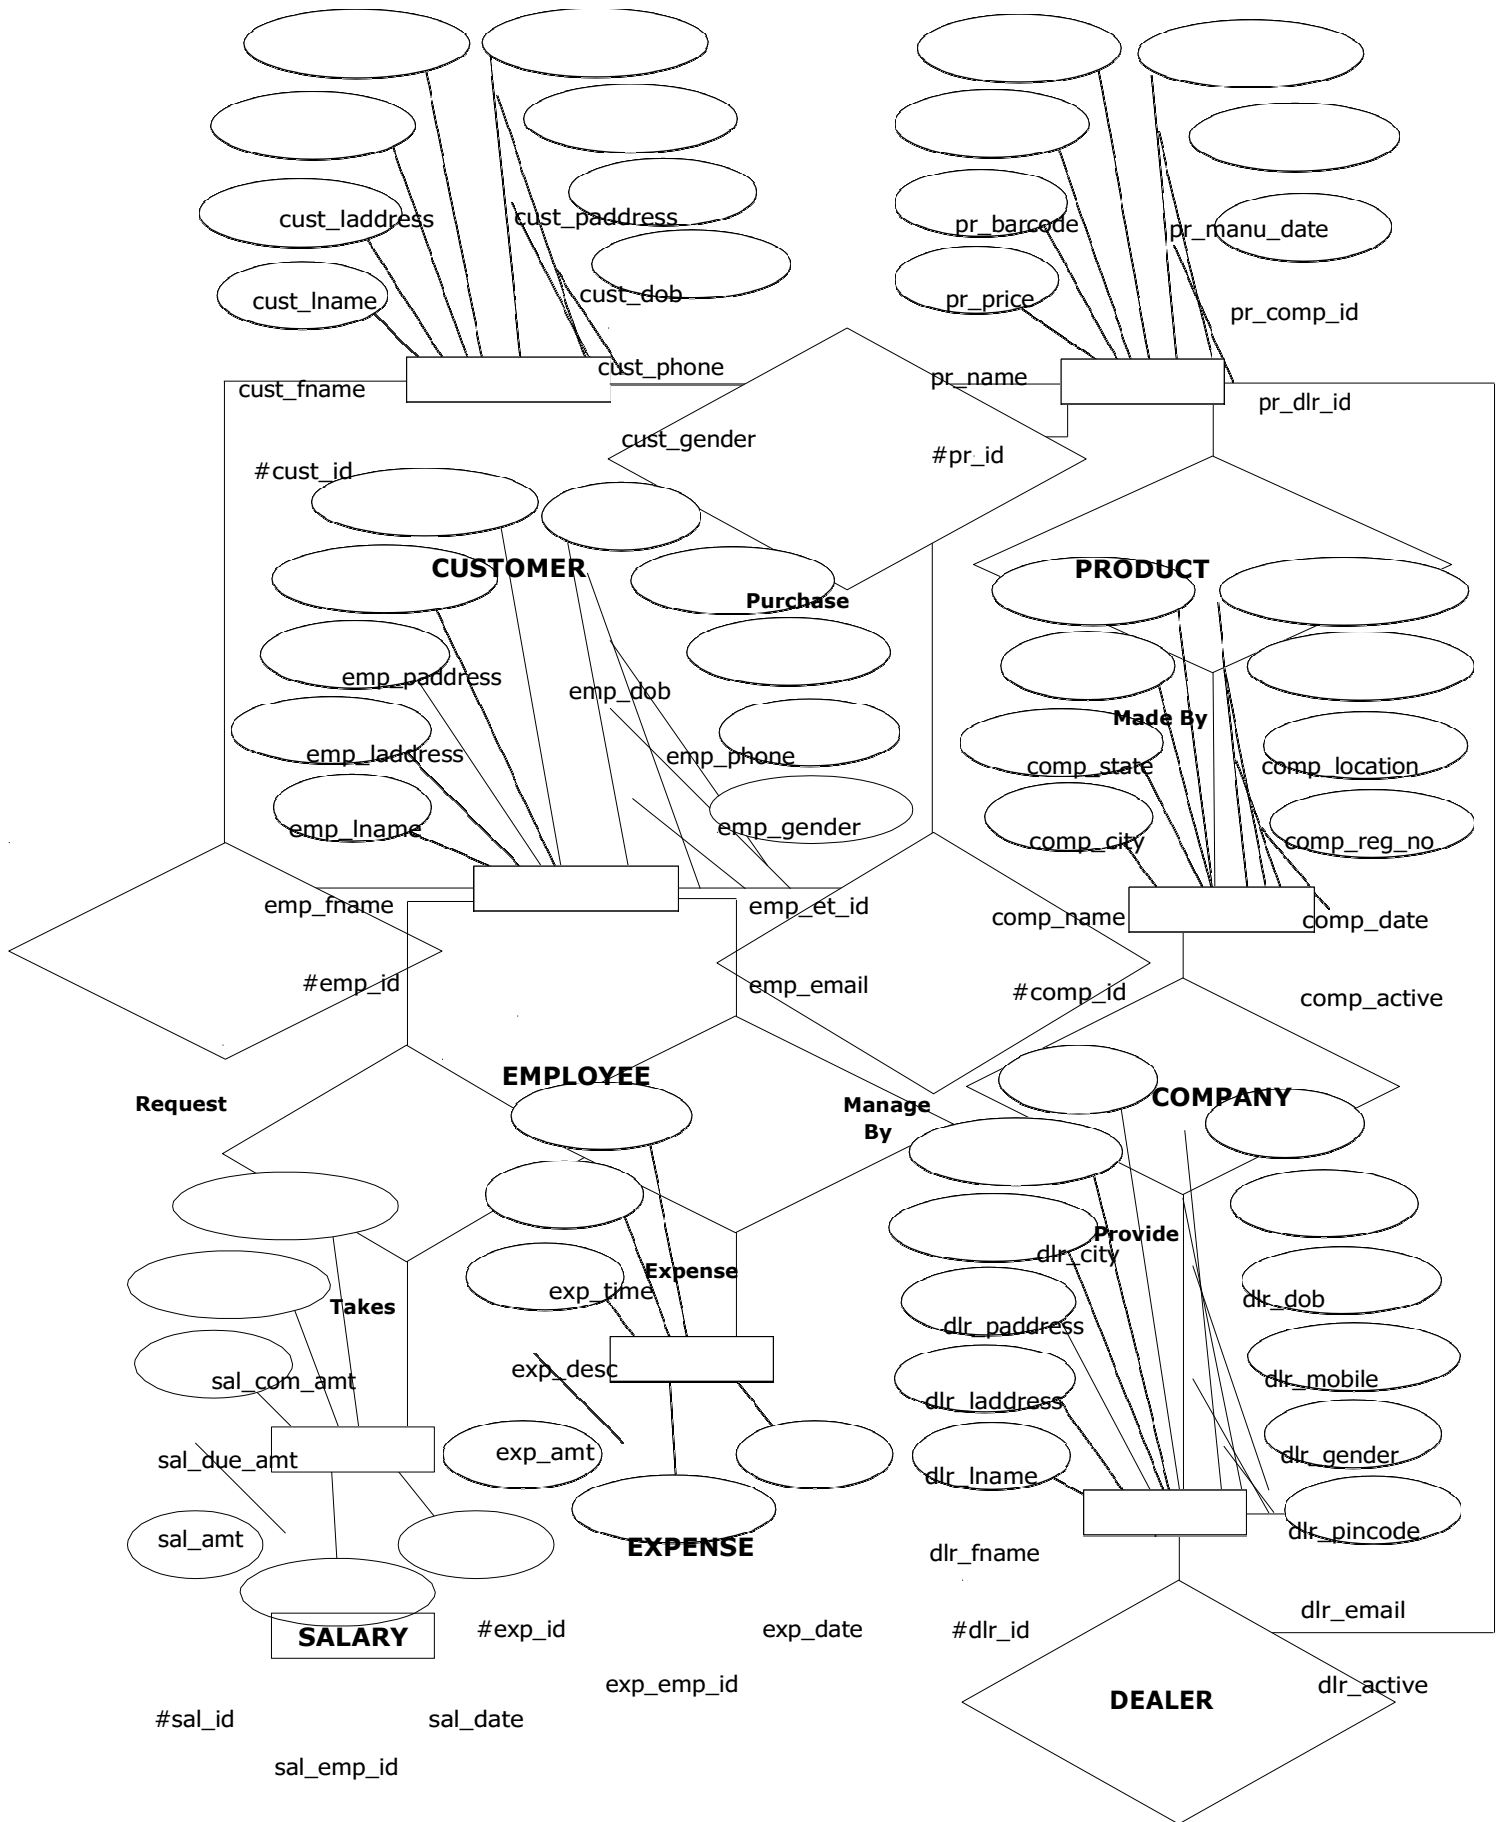 cust_laddress cust_paddress pr_barcode pr_manu_date
cust_lname cust_dob pr_price pr_comp_id
cust_fname cust_phone pr_name pr_dlr_id
#cust_id cust_gender #pr_id
CUSTOMER PRODUCT
Purchase
emp_paddress emp_dob Made By
emp_laddress emp_phone comp_state comp_location
emp_lname emp_gender comp_city comp_reg_no
emp_fname emp_et_id comp_name comp_date
#emp_id emp_email #comp_id comp_active
EMPLOYEE COMPANY
Request Manage
By
Provide
dlr_city
Expense
exp_time dlr_dob
Takes dlr_paddress
exp_desc dlr_mobile
sal_com_amt dlr_laddress
sal_due_amt exp_amt dlr_lname dlr_gender
sal_amt EXPENSE dlr_fname dlr_pincode
SALARY #exp_id exp_date #dlr_id dlr_email
exp_emp_id DEALER dlr_active
#sal_id sal_date
sal_emp_id